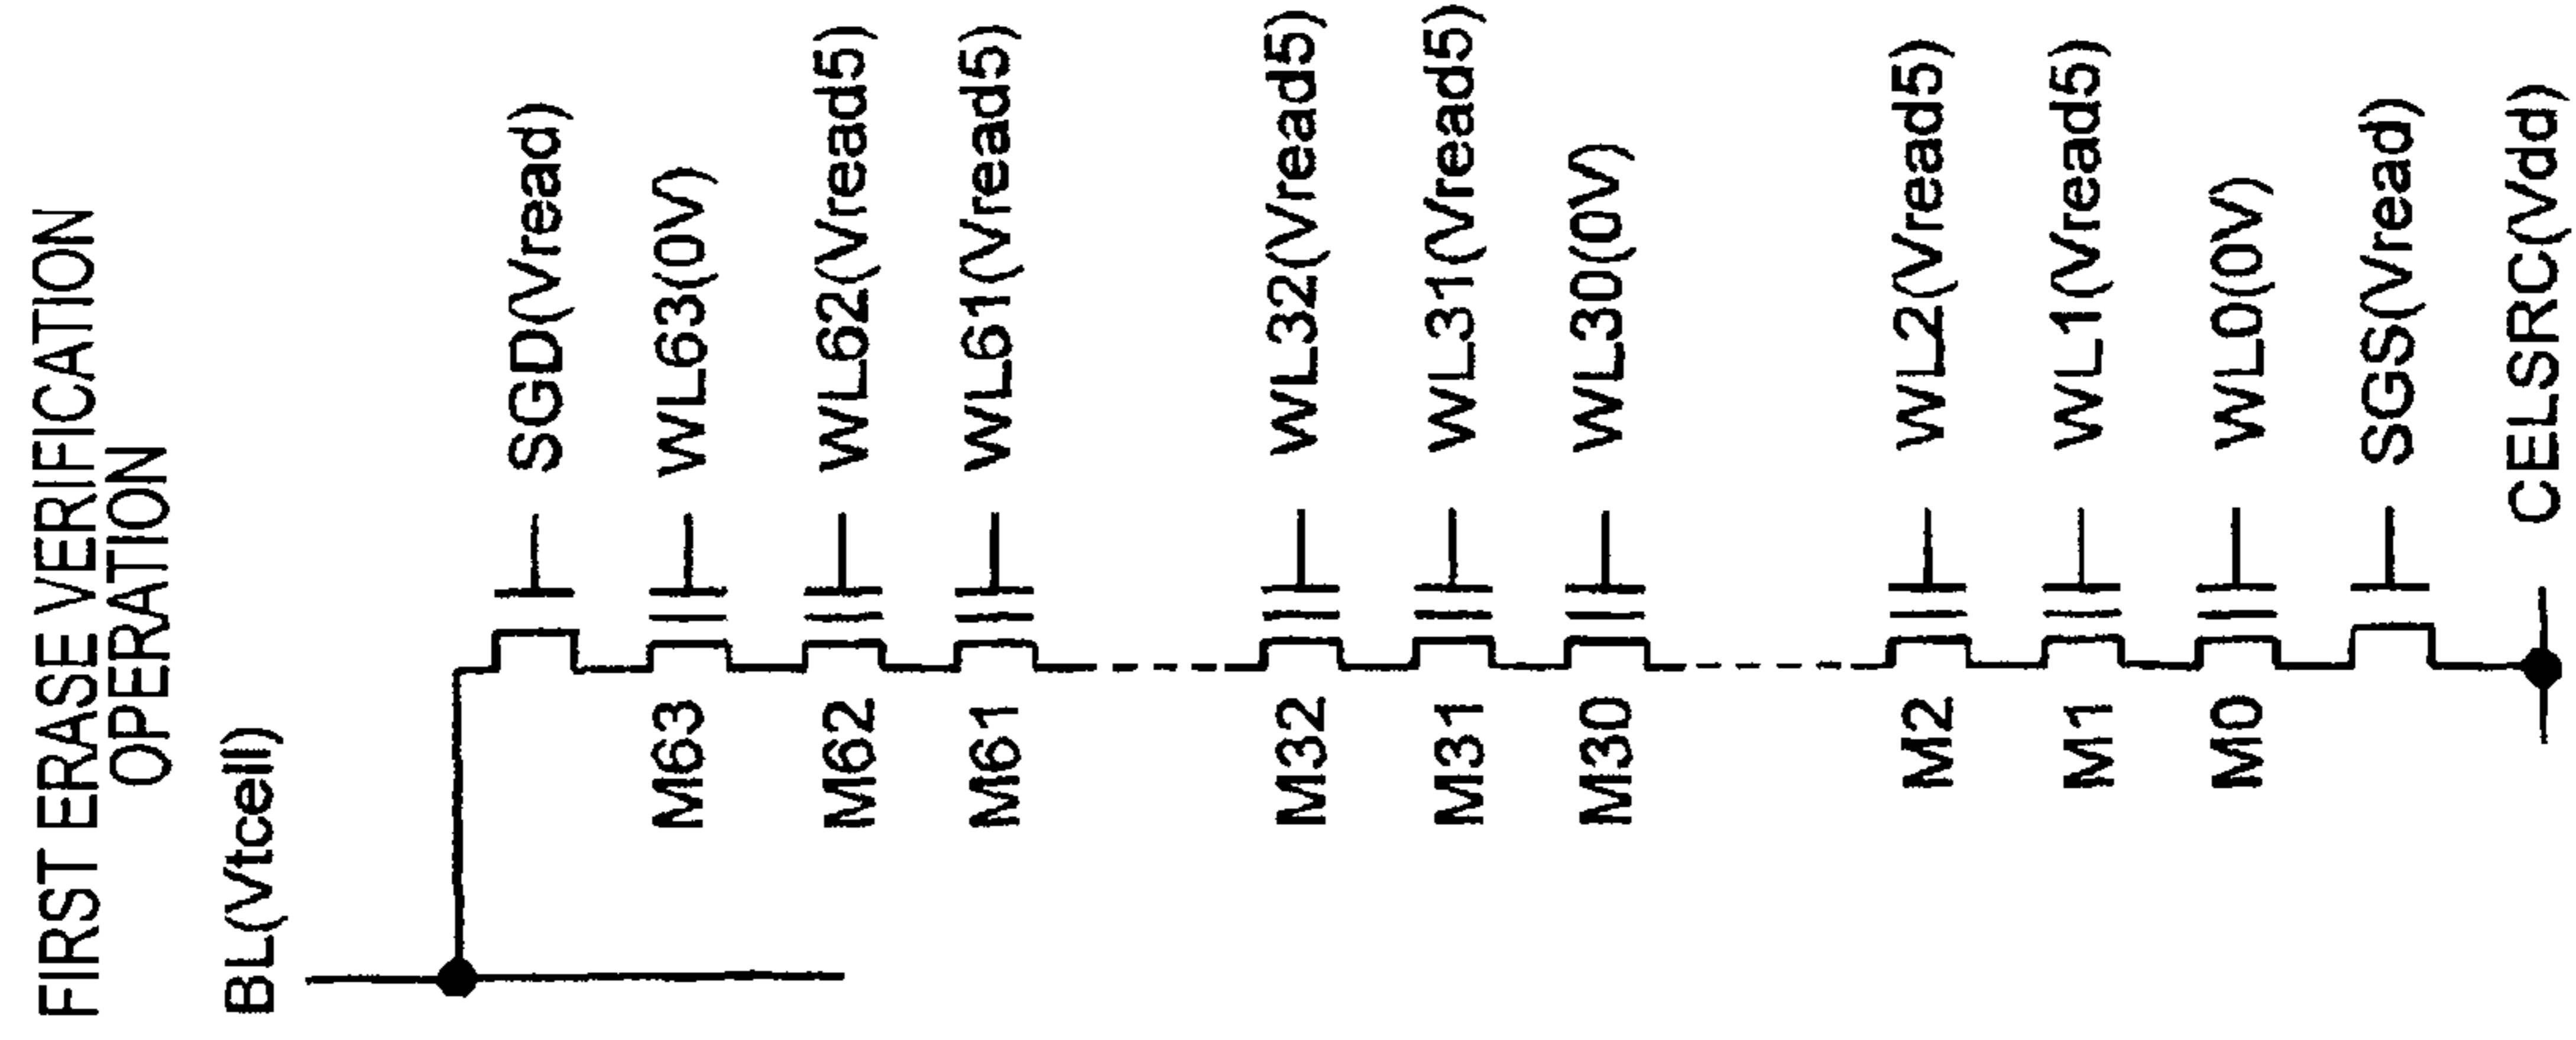 FIRST ERASE VERIFICATION
OPERATION
BL(Vtcell)
SGD(Vread)
M63
WL63(0V)
M62
WL62(Vread5)
M61
WL61(Vread5)
M32
WL32(Vread5)
M31
WL31(Vread5)
M30
WL30(0V)
M2
WL2(Vread5)
M1
WL1(Vread5)
M0
WL0(0V)
SGS(Vread)
CELSRC(Vdd)